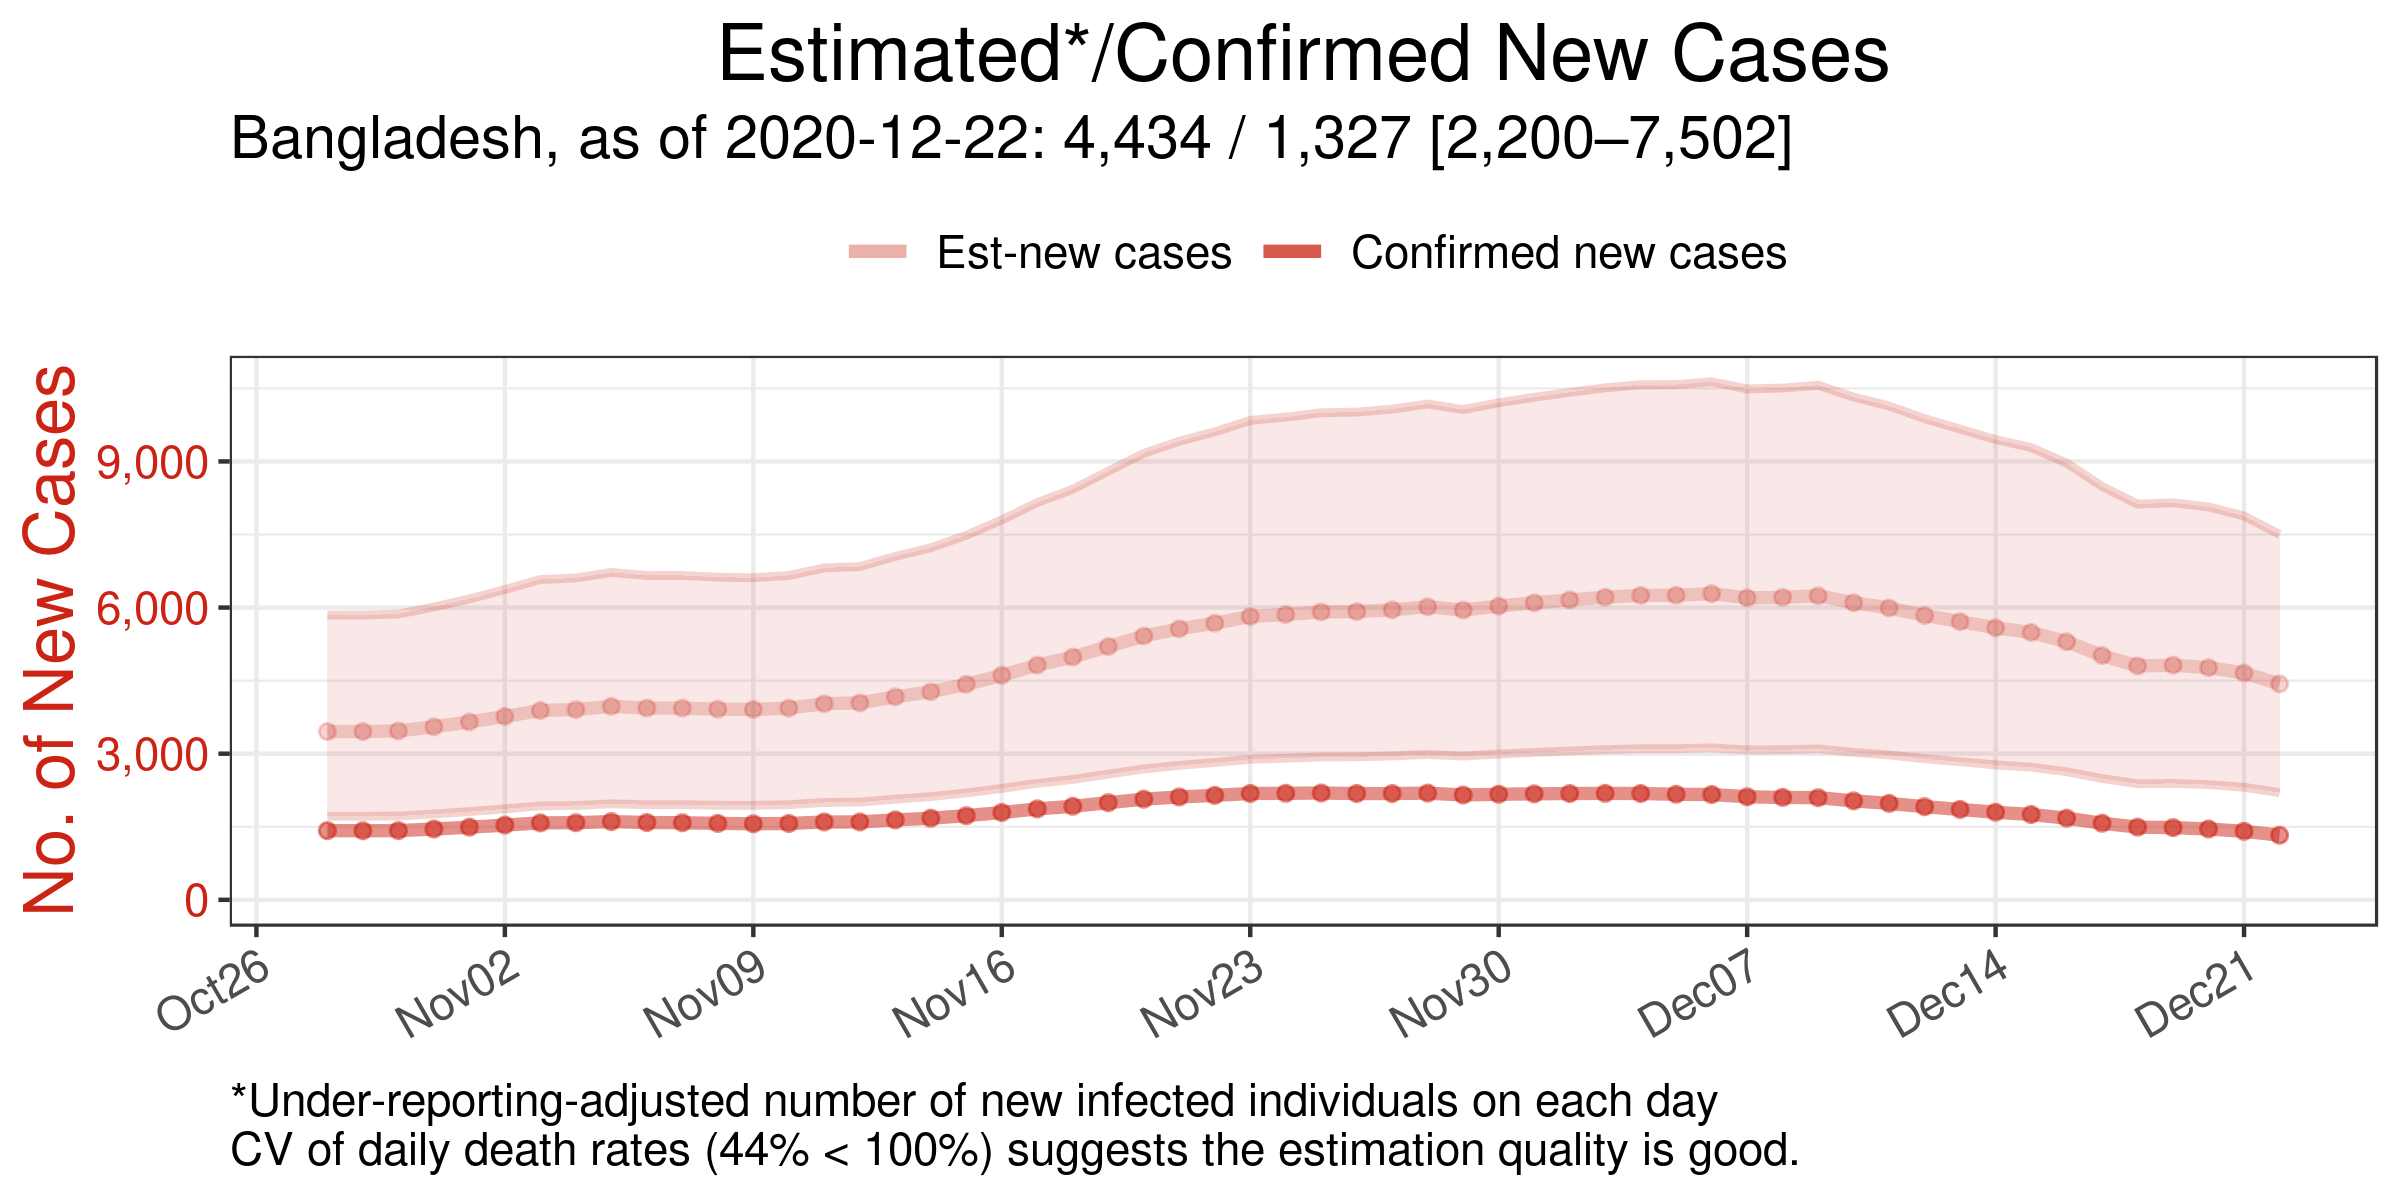 Estimated*/Confirmed New Cases
Bangladesh, as of 2020-12-22: 4,434 / 1,327 [2,200–7,502]
Est-new cases
Confirmed new cases
No. of New Cases
9,000
6,000
3,000
0
Oct26
Nov02
Nov09
Nov16
Nov23
Nov30
Dec07
Dec14
Dec21
*Under-reporting-adjusted number of new infected individuals on each day
CV of daily death rates (44% < 100%) suggests the estimation quality is good.